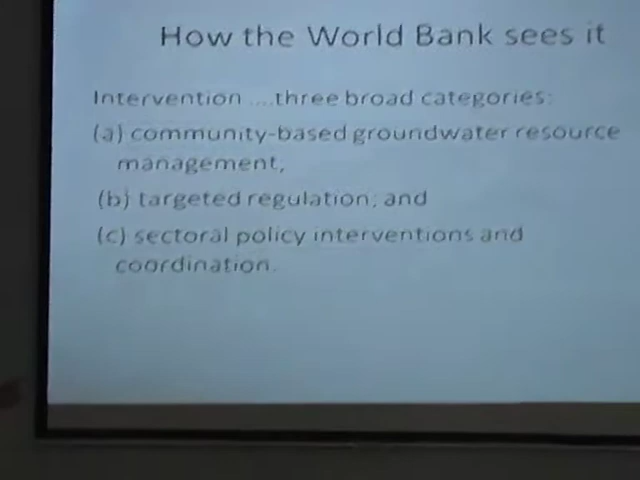 How the World Bank sees it
Intervention ....three broad categories:
(a) community-based groundwater resource
management,
(b) targeted regulation; and
(c) sectoral policy interventions and
coordination.